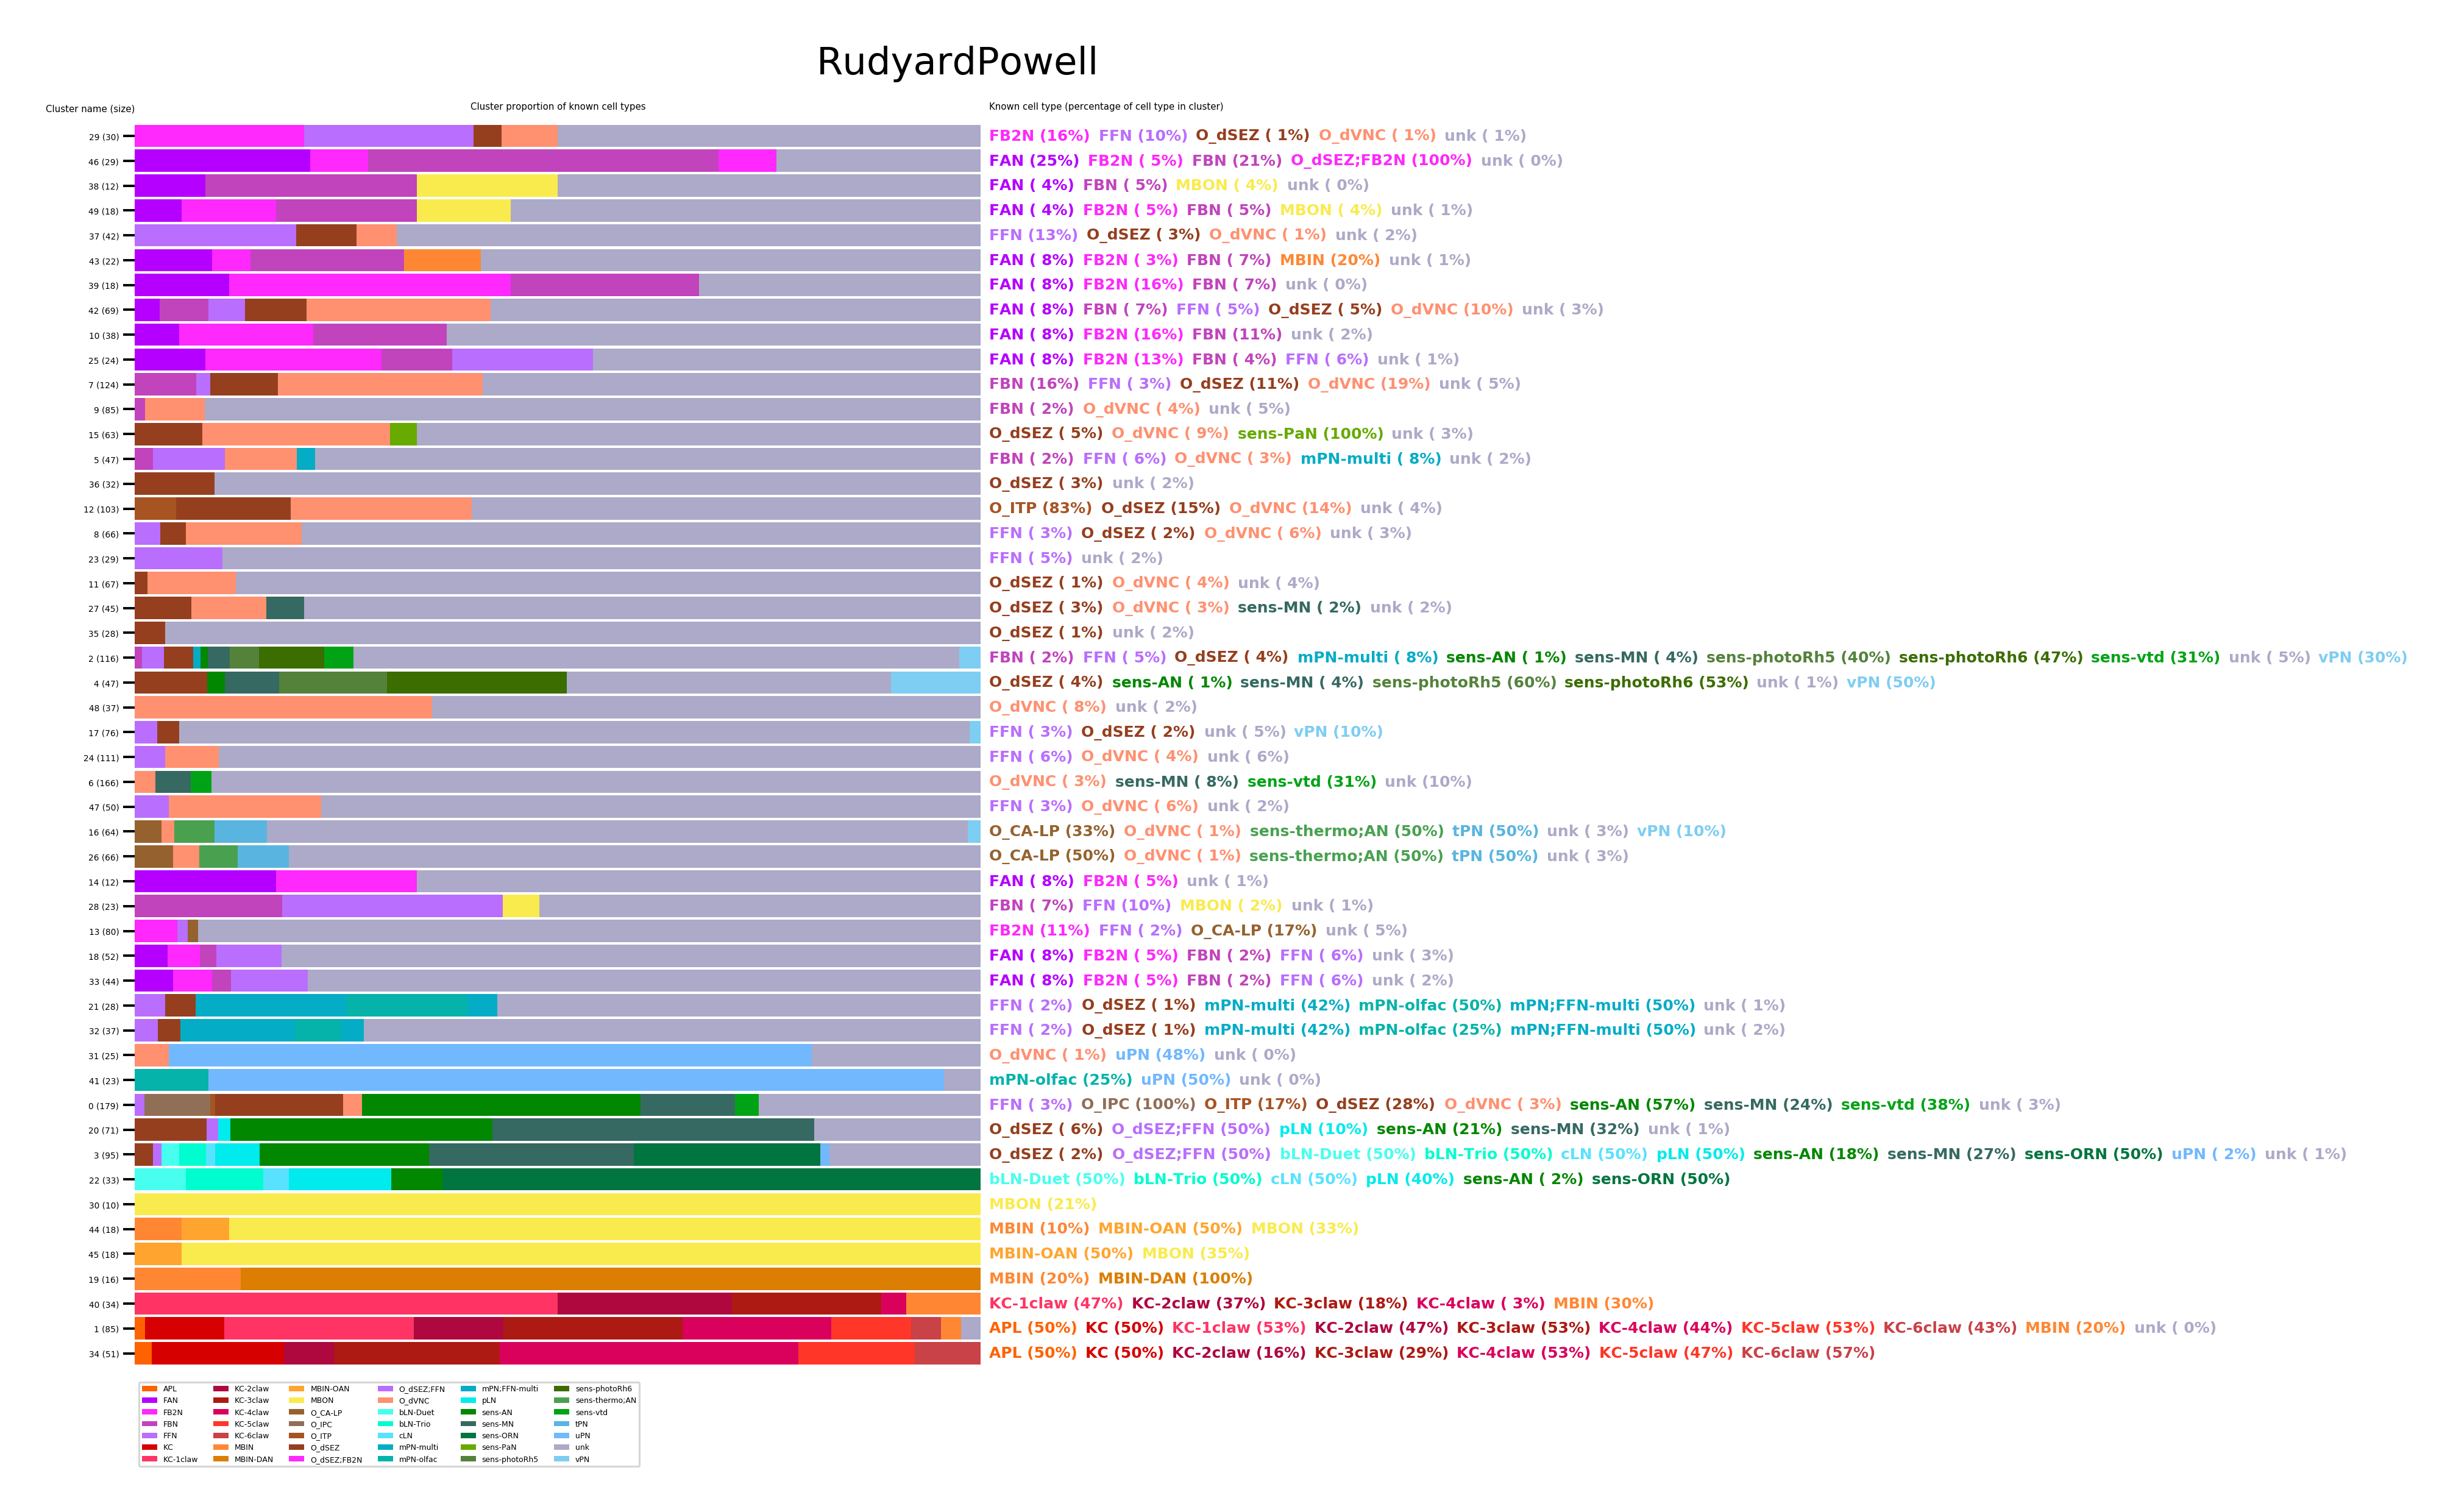 RudyardPowell
Cluster name (size) Cluster proportion of known cell types Known cell type (percentage of cell type in cluster)
29 (30) FB2N (16%) FFN (10%) O_dSEZ ( 1%) O_dVNC ( 1%) unk ( 1%)
46 (29) FAN (25%) FB2N ( 5%) FBN (21%) O_dSEZ;FB2N (100%) unk ( 0%)
38 (12) FAN ( 4%) FBN ( 5%) MBON ( 4%) unk ( 0%)
49 (18) FAN ( 4%) FB2N ( 5%) FBN ( 5%) MBON ( 4%) unk ( 1%)
37 (42) FFN (13%) O_dSEZ ( 3%) O_dVNC ( 1%) unk ( 2%)
43 (22) FAN ( 8%) FB2N ( 3%) FBN ( 7%) MBIN (20%) unk ( 1%)
39 (18) FAN ( 8%) FB2N (16%) FBN ( 7%) unk ( 0%)
42 (69) FAN ( 8%) FBN ( 7%) FFN ( 5%) O_dSEZ ( 5%) O_dVNC (10%) unk ( 3%)
10 (38) FAN ( 8%) FB2N (16%) FBN (11%) unk ( 2%)
25 (24) FAN ( 8%) FB2N (13%) FBN ( 4%) FFN ( 6%) unk ( 1%)
7 (124) FBN (16%) FFN ( 3%) O_dSEZ (11%) O_dVNC (19%) unk ( 5%)
9 (85) FBN ( 2%) O_dVNC ( 4%) unk ( 5%)
15 (63) O_dSEZ ( 5%) O_dVNC ( 9%) sens-PaN (100%) unk ( 3%)
5 (47) FBN ( 2%) FFN ( 6%) O_dVNC ( 3%) mPN-multi ( 8%) unk ( 2%)
36 (32) O_dSEZ ( 3%) unk ( 2%)
12 (103) O_ITP (83%) O_dSEZ (15%) O_dVNC (14%) unk ( 4%)
8 (66) FFN ( 3%) O_dSEZ ( 2%) O_dVNC ( 6%) unk ( 3%)
23 (29) FFN ( 5%) unk ( 2%)
11 (67) O_dSEZ ( 1%) O_dVNC ( 4%) unk ( 4%)
27 (45) O_dSEZ ( 3%) O_dVNC ( 3%) sens-MN ( 2%) unk ( 2%)
35 (28) O_dSEZ ( 1%) unk ( 2%)
2 (116) FBN ( 2%) FFN ( 5%) O_dSEZ ( 4%) mPN-multi ( 8%) sens-AN ( 1%) sens-MN ( 4%) sens-photoRh5 (40%) sens-photoRh6 (47%) sens-vtd (31%) unk ( 5%) vPN (30%)
4 (47) O_dSEZ ( 4%) sens-AN ( 1%) sens-MN ( 4%) sens-photoRh5 (60%) sens-photoRh6 (53%) unk ( 1%) vPN (50%)
48 (37) O_dVNC ( 8%) unk ( 2%)
17 (76) FFN ( 3%) O_dSEZ ( 2%) unk ( 5%) vPN (10%)
24 (111) FFN ( 6%) O_dVNC ( 4%) unk ( 6%)
6 (166) O_dVNC ( 3%) sens-MN ( 8%) sens-vtd (31%) unk (10%)
47 (50) FFN ( 3%) O_dVNC ( 6%) unk ( 2%)
16 (64) O_CA-LP (33%) O_dVNC ( 1%) sens-thermo;AN (50%) tPN (50%) unk ( 3%) vPN (10%)
26 (66) O_CA-LP (50%) O_dVNC ( 1%) sens-thermo;AN (50%) tPN (50%) unk ( 3%)
14 (12) FAN ( 8%) FB2N ( 5%) unk ( 1%)
28 (23) FBN ( 7%) FFN (10%) MBON ( 2%) unk ( 1%)
13 (80) FB2N (11%) FFN ( 2%) O_CA-LP (17%) unk ( 5%)
18 (52) FAN ( 8%) FB2N ( 5%) FBN ( 2%) FFN ( 6%) unk ( 3%)
33 (44) FAN ( 8%) FB2N ( 5%) FBN ( 2%) FFN ( 6%) unk ( 2%)
21 (28) FFN ( 2%) O_dSEZ ( 1%) mPN-multi (42%) mPN-olfac (50%) mPN;FFN-multi (50%) unk ( 1%)
32 (37) FFN ( 2%) O_dSEZ ( 1%) mPN-multi (42%) mPN-olfac (25%) mPN;FFN-multi (50%) unk ( 2%)
31 (25) O_dVNC ( 1%) uPN (48%) unk ( 0%)
41 (23) mPN-olfac (25%) uPN (50%) unk ( 0%)
0 (179) FFN ( 3%) O_IPC (100%) O_ITP (17%) O_dSEZ (28%) O_dVNC ( 3%) sens-AN (57%) sens-MN (24%) sens-vtd (38%) unk ( 3%)
20 (71) O_dSEZ ( 6%) O_dSEZ;FFN (50%) pLN (10%) sens-AN (21%) sens-MN (32%) unk ( 1%)
3 (95) O_dSEZ ( 2%) O_dSEZ;FFN (50%) bLN-Duet (50%) bLN-Trio (50%) cLN (50%) pLN (50%) sens-AN (18%) sens-MN (27%) sens-ORN (50%) uPN ( 2%) unk ( 1%)
22 (33) bLN-Duet (50%) bLN-Trio (50%) cLN (50%) pLN (40%) sens-AN ( 2%) sens-ORN (50%)
30 (10) MBON (21%)
44 (18) MBIN (10%) MBIN-OAN (50%) MBON (33%)
45 (18) MBIN-OAN (50%) MBON (35%)
19 (16) MBIN (20%) MBIN-DAN (100%)
40 (34) KC-1claw (47%) KC-2claw (37%) KC-3claw (18%) KC-4claw ( 3%) MBIN (30%)
1 (85) APL (50%) KC (50%) KC-1claw (53%) KC-2claw (47%) KC-3claw (53%) KC-4claw (44%) KC-5claw (53%) KC-6claw (43%) MBIN (20%) unk ( 0%)
34 (51) APL (50%) KC (50%) KC-2claw (16%) KC-3claw (29%) KC-4claw (53%) KC-5claw (47%) KC-6claw (57%)
APL KC-2claw MBIN-OAN O_dSEZ;FFN mPN;FFN-multi sens-photoRh6
FAN KC-3claw MBON O_dVNC pLN sens-thermo;AN
FB2N KC-4claw O_CA-LP bLN-Duet sens-AN sens-vtd
FBN KC-5claw O_IPC bLN-Trio sens-MN tPN
FFN KC-6claw O_ITP cLN sens-ORN uPN
KC MBIN O_dSEZ mPN-multi sens-PaN unk
KC-1claw MBIN-DAN O_dSEZ;FB2N mPN-olfac sens-photoRh5 vPN